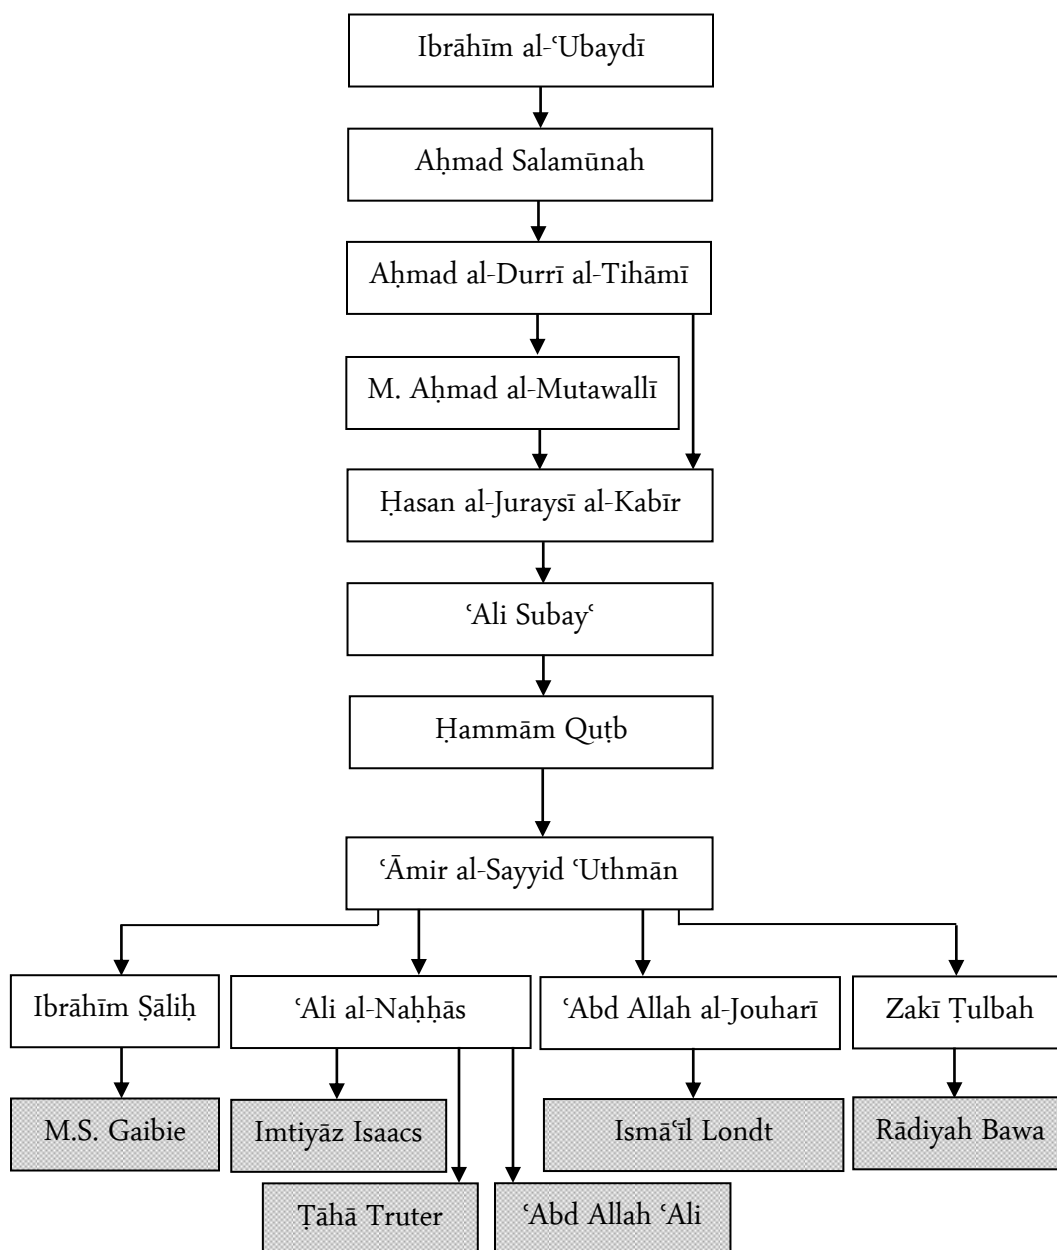 Ibrāhīm al-ʿUbaydī
Aḥmad Salamūnah
Aḥmad al-Durrī al-Tihāmī
M. Aḥmad al-Mutawallī
Ḥasan al-Juraysī al-Kabīr
ʿAli Subayʿ
Ḥammām Quṭb
ʿĀmir al-Sayyid ʿUthmān
Ibrāhīm Ṣāliḥ
ʿAli al-Naḥḥās
ʿAbd Allah al-Jouharī
Zakī Ṭulbah
M.S. Gaibie
Imtiyāz Isaacs
Ismāʿīl Londt
Rādiyah Bawa
Ṭāhā Truter
ʿAbd Allah ʿAli